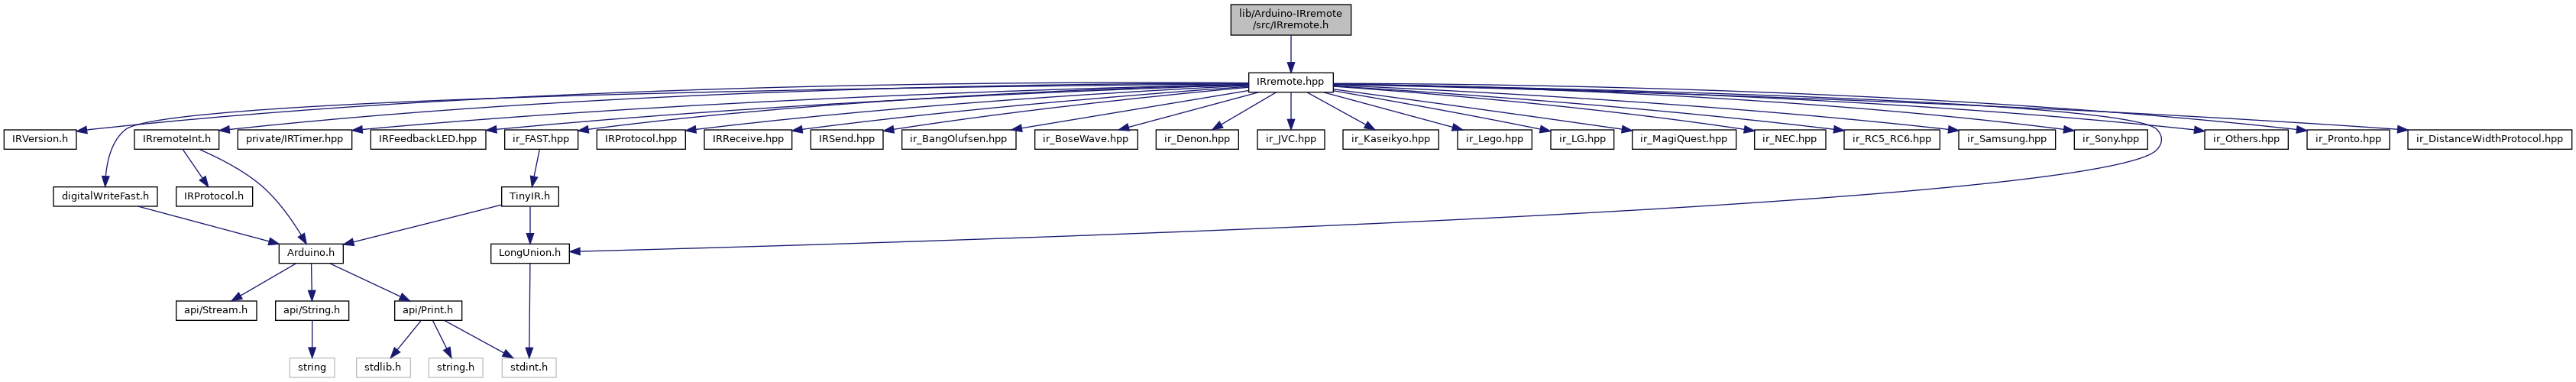 lib/Arduino-IRremote
/src/IRremote.h
IRremote.hpp
IRVersion.h
IRremoteInt.h
private/IRTimer.hpp
IRFeedbackLED.hpp
ir_FAST.hpp
IRProtocol.hpp
IRReceive.hpp
IRSend.hpp
ir_BangOlufsen.hpp
ir_BoseWave.hpp
ir_Denon.hpp
ir_JVC.hpp
ir_Kaseikyo.hpp
ir_Lego.hpp
ir_LG.hpp
ir_MagiQuest.hpp
ir_NEC.hpp
ir_RC5_RC6.hpp
ir_Samsung.hpp
ir_Sony.hpp
ir_Others.hpp
ir_Pronto.hpp
ir_DistanceWidthProtocol.hpp
digitalWriteFast.h
IRProtocol.h
TinyIR.h
Arduino.h
LongUnion.h
api/Stream.h
api/String.h
api/Print.h
string
stdlib.h
string.h
stdint.h